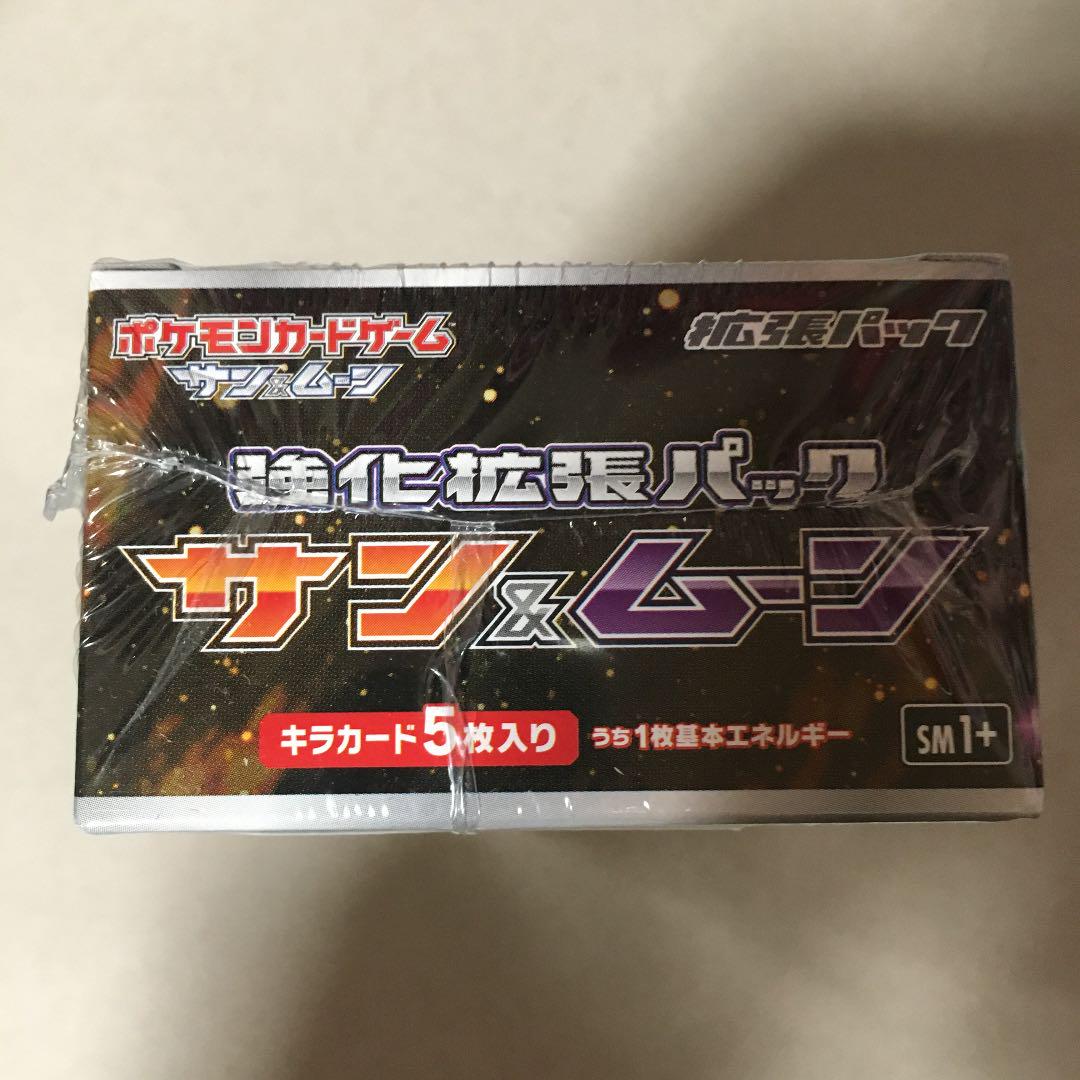 ポケモンカードゲーム™
サン&ムーン
拡張パック
強化拡張パック
サン&ムーン
キラカード5枚入り
うち1枚基本エネルギー
SM1+